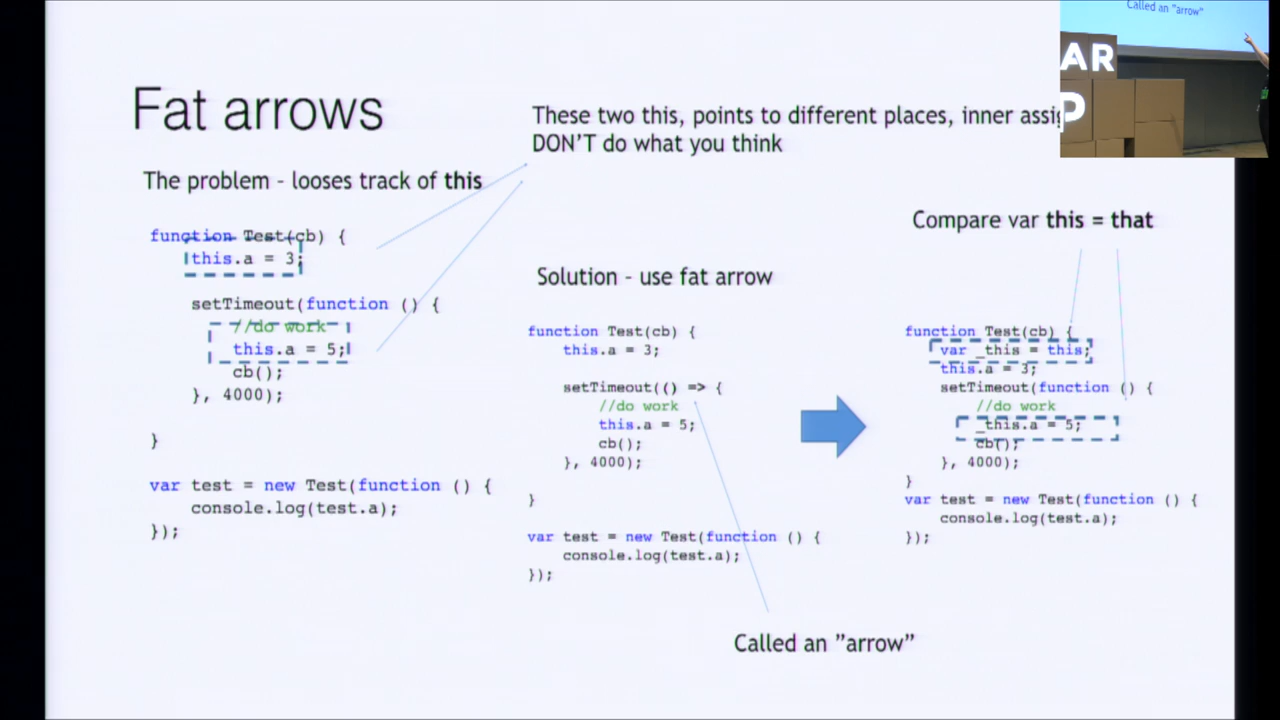 Fat arrows
These two this, points to different places, inner
DON'T do what you think
The problem – looses track of this
function Test(cb) {
this.a = 3;
setTimeout(function () {
//do work
this.a = 5;
cb();
}, 4000);
}
var test = new Test(function () {
console.log(test.a);
});
Solution – use fat arrow
function Test(cb) {
this.a = 3;
setTimeout(() => {
//do work
this.a = 5;
cb();
}, 4000);
}
var test = new Test(function () {
console.log(test.a);
});
Called an ”arrow”
Compare var this = that
function Test(cb) {
var _this = this;
this.a = 3;
setTimeout(function () {
//do work
_this.a = 5;
cb();
}, 4000);
}
var test = new Test(function () {
console.log(test.a);
});
Called an ”arrow”
AR
P